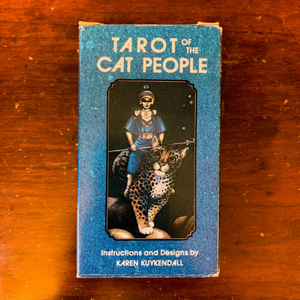 TAROT OF THE
CAT PEOPLE
Instructions and Designs by
KAREN KUYKENDALL